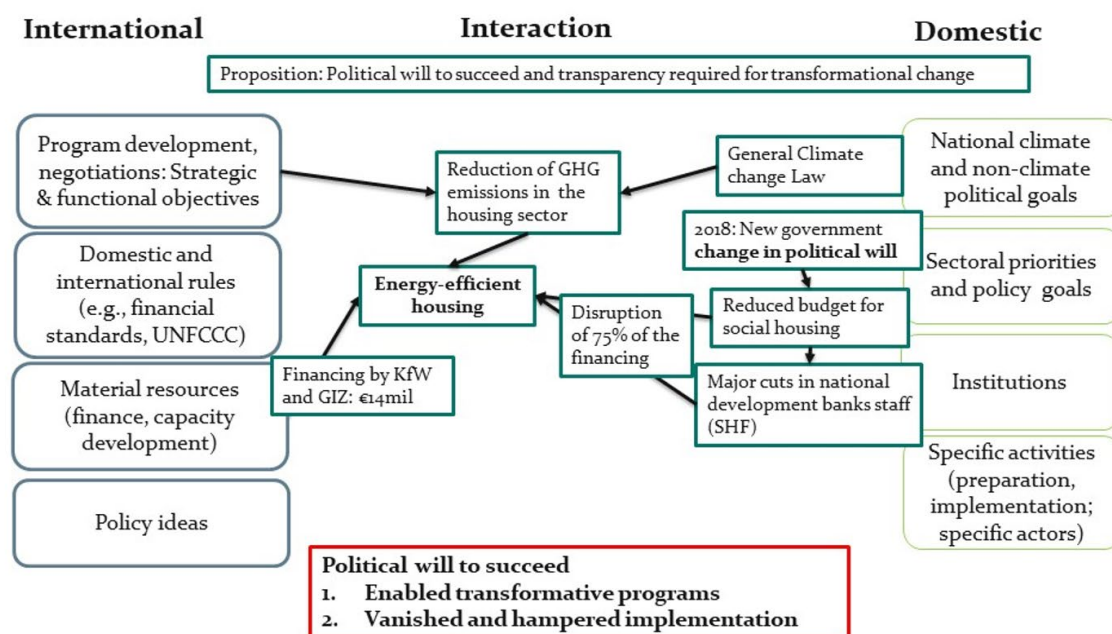 International
Interaction
Domestic
Proposition: Political will to succeed and transparency required for transformational change
Program development,
negotiations: Strategic
& functional objectives
Domestic and
international rules
(e.g., financial
standards, UNFCCC)
Material resources
(finance, capacity
development)
Policy ideas
Reduction of GHG
emissions in the
housing sector
General Climate
change Law
2018: New government
change in political will
Energy-efficient
housing
Disruption
of 75% of the
financing
Reduced budget for
social housing
Financing by KfW
and GIZ: €14mil
Major cuts in national
development banks staff
(SHF)
National climate
and non-climate
political goals
Sectoral priorities
and policy goals
Institutions
Specific activities
(preparation,
implementation;
specific actors)
Political will to succeed
1. Enabled transformative programs
2. Vanished and hampered implementation